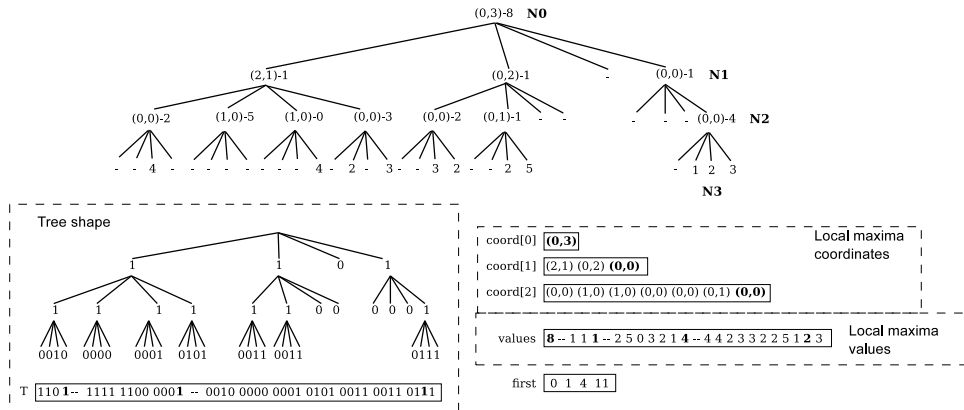 (0,3)-8 N0
(2,1)-1 (0,2)-1 - (0,0)-1 N1
(0,0)-2 (1,0)-5 (1,0)-0 (0,0)-3 (0,0)-2 (0,1)-1 - - - - - (0,0)-4 N2
- - 4 - - - - - - - - 4 - 2 - 3 - - 3 2 - - 2 5 - 1 2 3
N3
Tree shape
1 1 0 1
1 1 1 1 1 1 0 0 0 0 0 1
0010 0000 0001 0101 0011 0011 0111
T 110 1-- 1111 1100 0001 -- 0010 0000 0001 0101 0011 0011 0111
Local maxima
coordinates
coord[0] (0,3)
coord[1] (2,1) (0,2) (0,0)
coord[2] (0,0) (1,0) (1,0) (0,0) (0,0) (0,1) (0,0)
Local maxima
values
values 8 -- 1 1 1 -- 2 5 0 3 2 1 4 -- 4 4 2 3 3 2 2 5 1 2 3
first 0 1 4 11